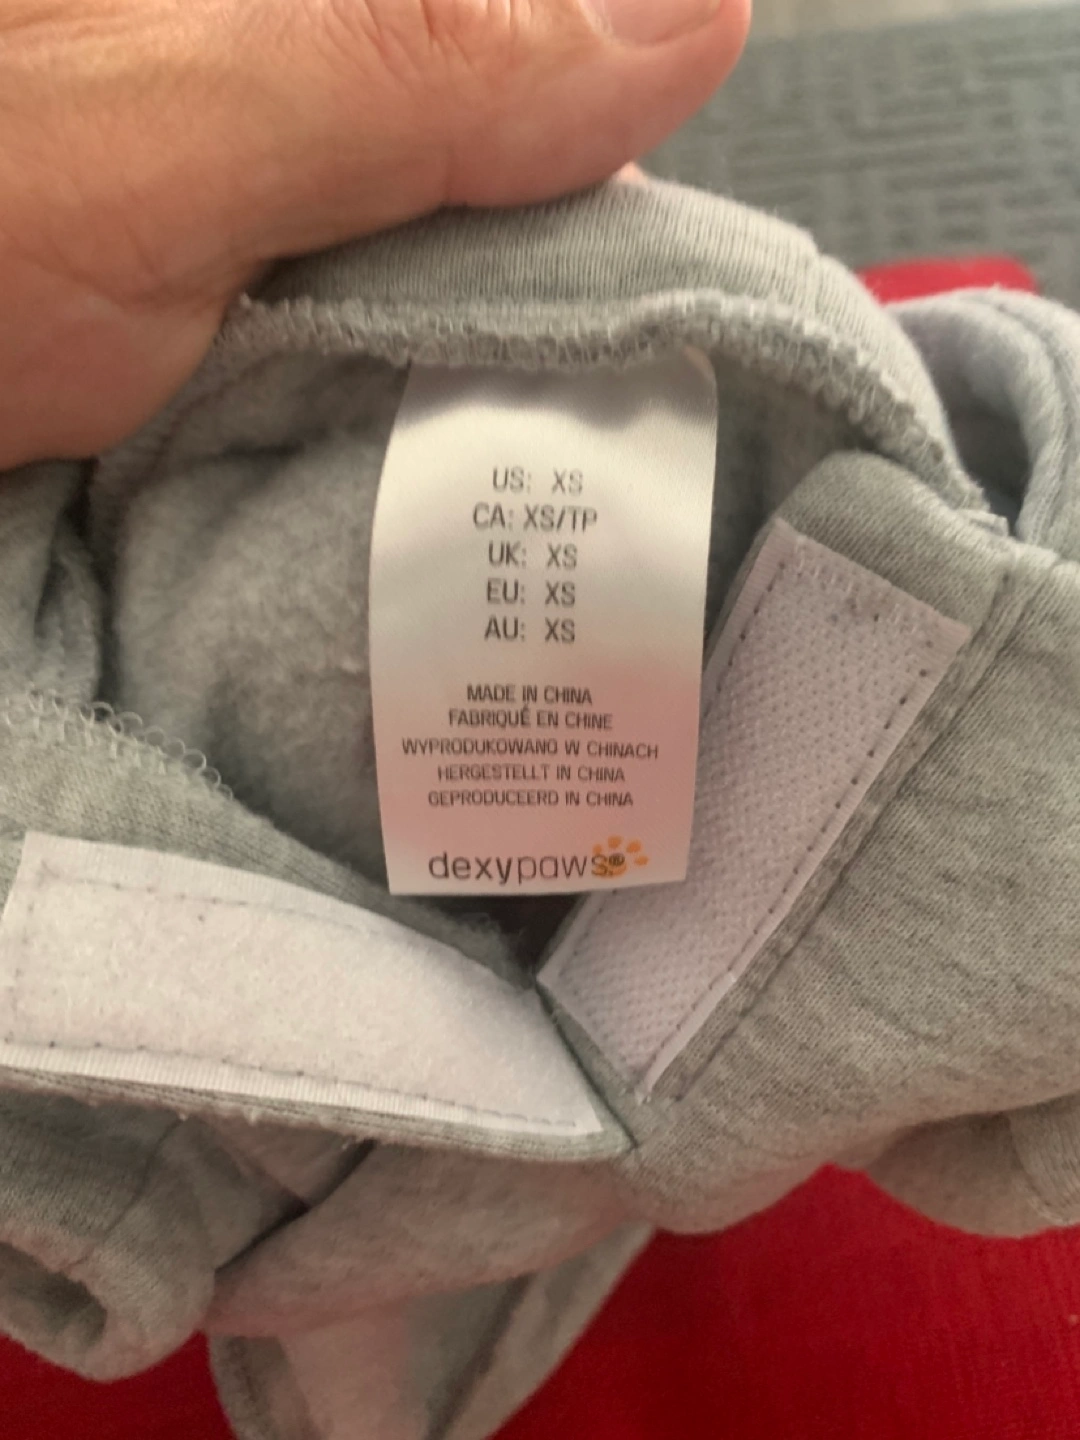 US: XS
CA: XS/TP
UK: XS
EU: XS
AU: XS
MADE IN CHINA
FABRIQUÉ EN CHINE
WYPRODUKOWANO W CHINACH
HERGESTELLT IN CHINA
GEPRODUCEERD IN CHINA
dexypaws®